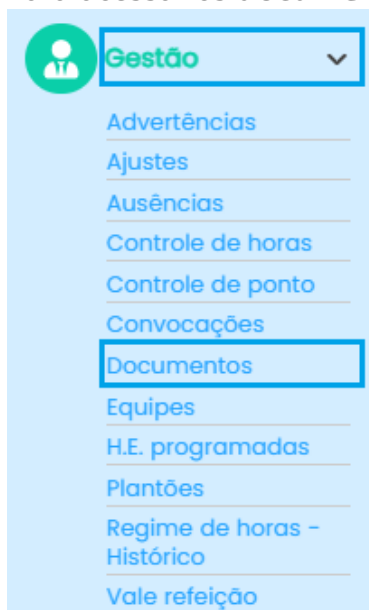 Gestão
Advertências
Ajustes
Ausências
Controle de horas
Controle de ponto
Convocações
Documentos
Equipes
H.E. programadas
Plantões
Regime de horas -
Histórico
Vale refeição